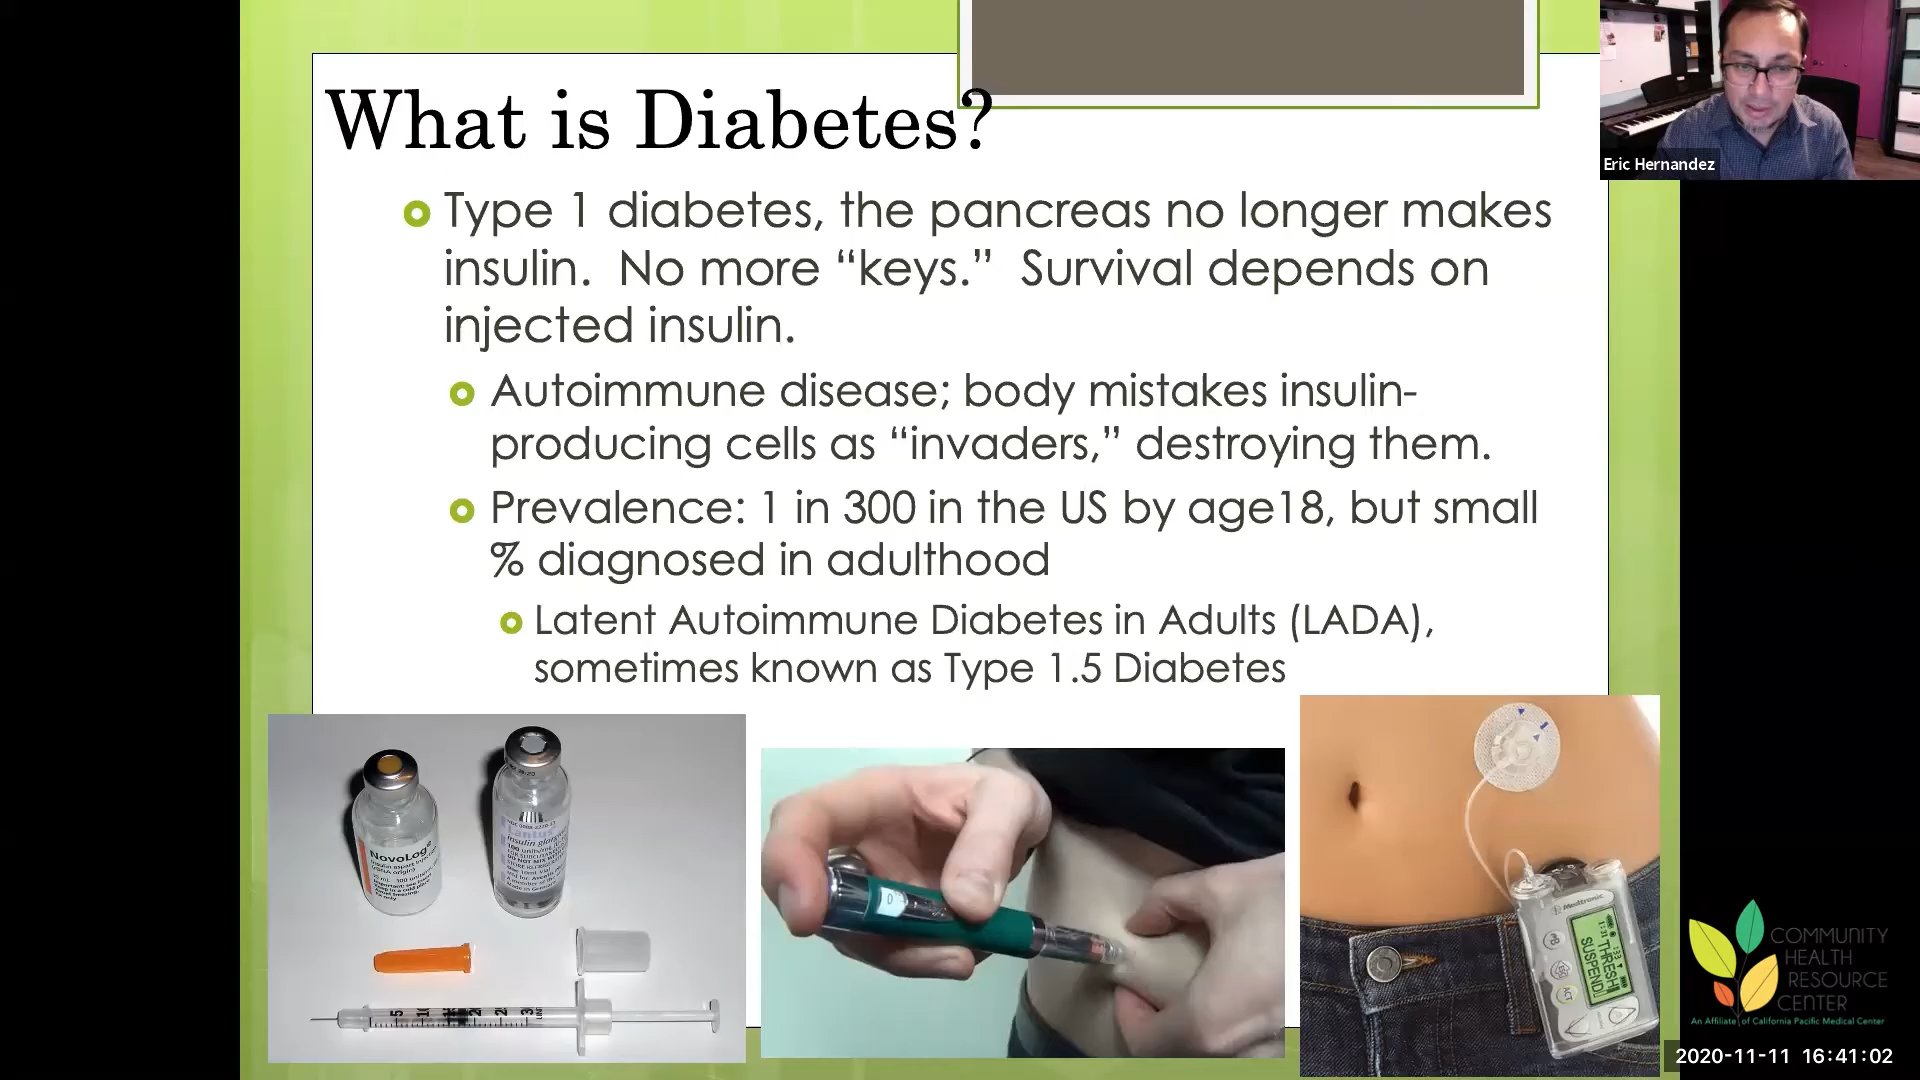 What is Diabetes?
Eric Hernandez
Type 1 diabetes, the pancreas no longer makes
insulin. No more “keys.” Survival depends on
injected insulin.
Autoimmune disease; body mistakes insulin-
producing cells as “invaders,” destroying them.
Prevalence: 1 in 300 in the US by age18, but small
% diagnosed in adulthood
Latent Autoimmune Diabetes in Adults (LADA),
sometimes known as Type 1.5 Diabetes
NovoLog®
Lantus
insulin
Medtronic
THRESH
SUSPEND
ACT
COMMUNITY
HEALTH
RESOURCE
CENTER
An Affiliate of California Pacific Medical Center
2020-11-11 16:41:02